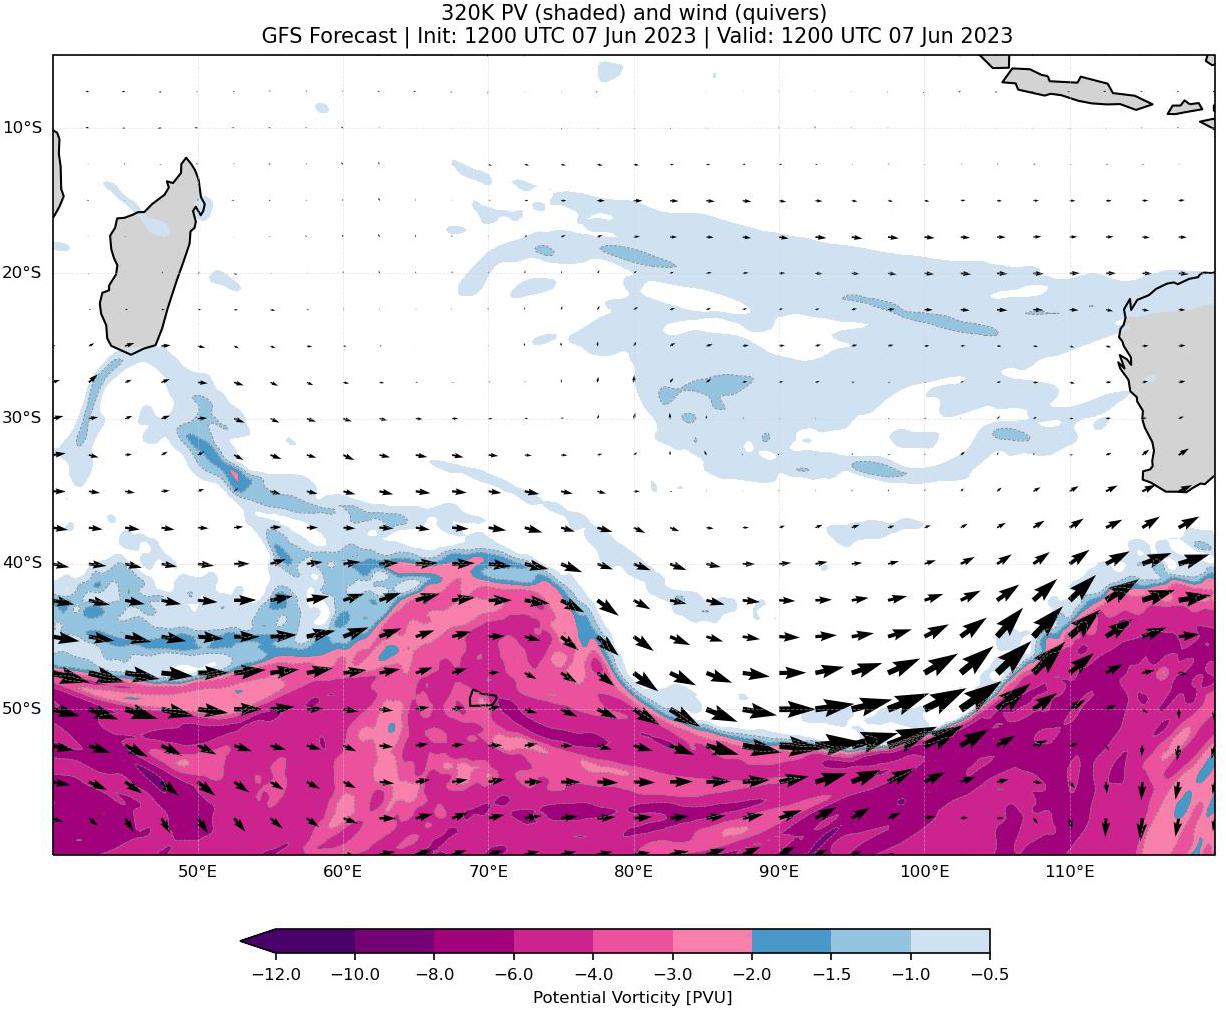 320K PV (shaded) and wind (quivers)
GFS Forecast | Init: 1200 UTC 07 Jun 2023 | Valid: 1200 UTC 07 Jun 2023
10°S
20°S
30°S
40°S
50°S
50°E 60°E 70°E 80°E 90°E 100°E 110°E
−12.0 −10.0 −8.0 −6.0 −4.0 −3.0 −2.0 −1.5 −1.0 −0.5
Potential Vorticity [PVU]